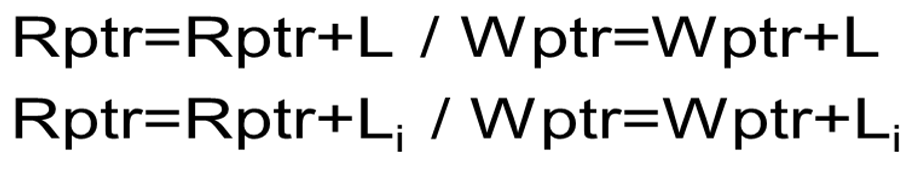 Rptr=Rptr+L / Wptr=Wptr+L
Rptr=Rptr+Lᵢ / Wptr=Wptr+Lᵢ